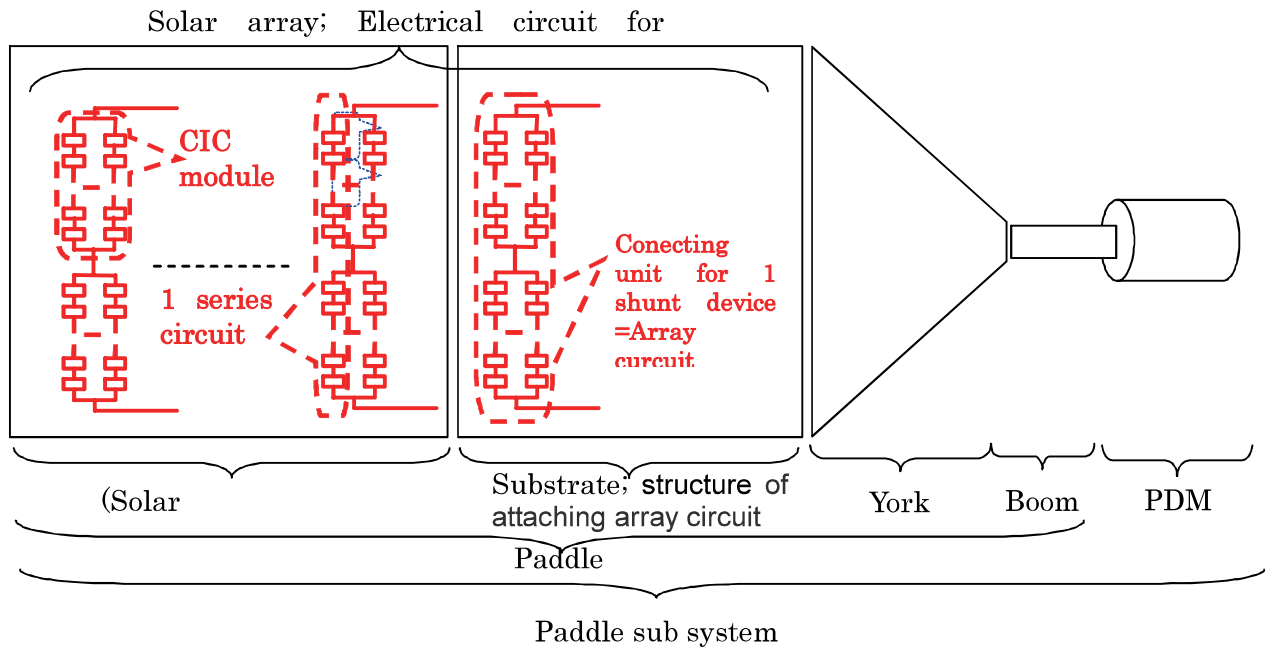 Solar array; Electrical circuit for
CIC
module
1 series
circuit
Conecting
unit for 1
shunt device
=Array
curcuit
(Solar
Substrate; structure of
attaching array circuit
York
Boom
PDM
Paddle
Paddle sub system